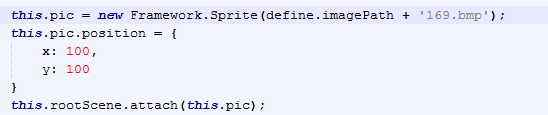 this.pic = new Framework.Sprite(define.imagePath + '169.bmp');
this.pic.position = {
    x: 100,
    y: 100
}
this.rootScene.attach(this.pic);